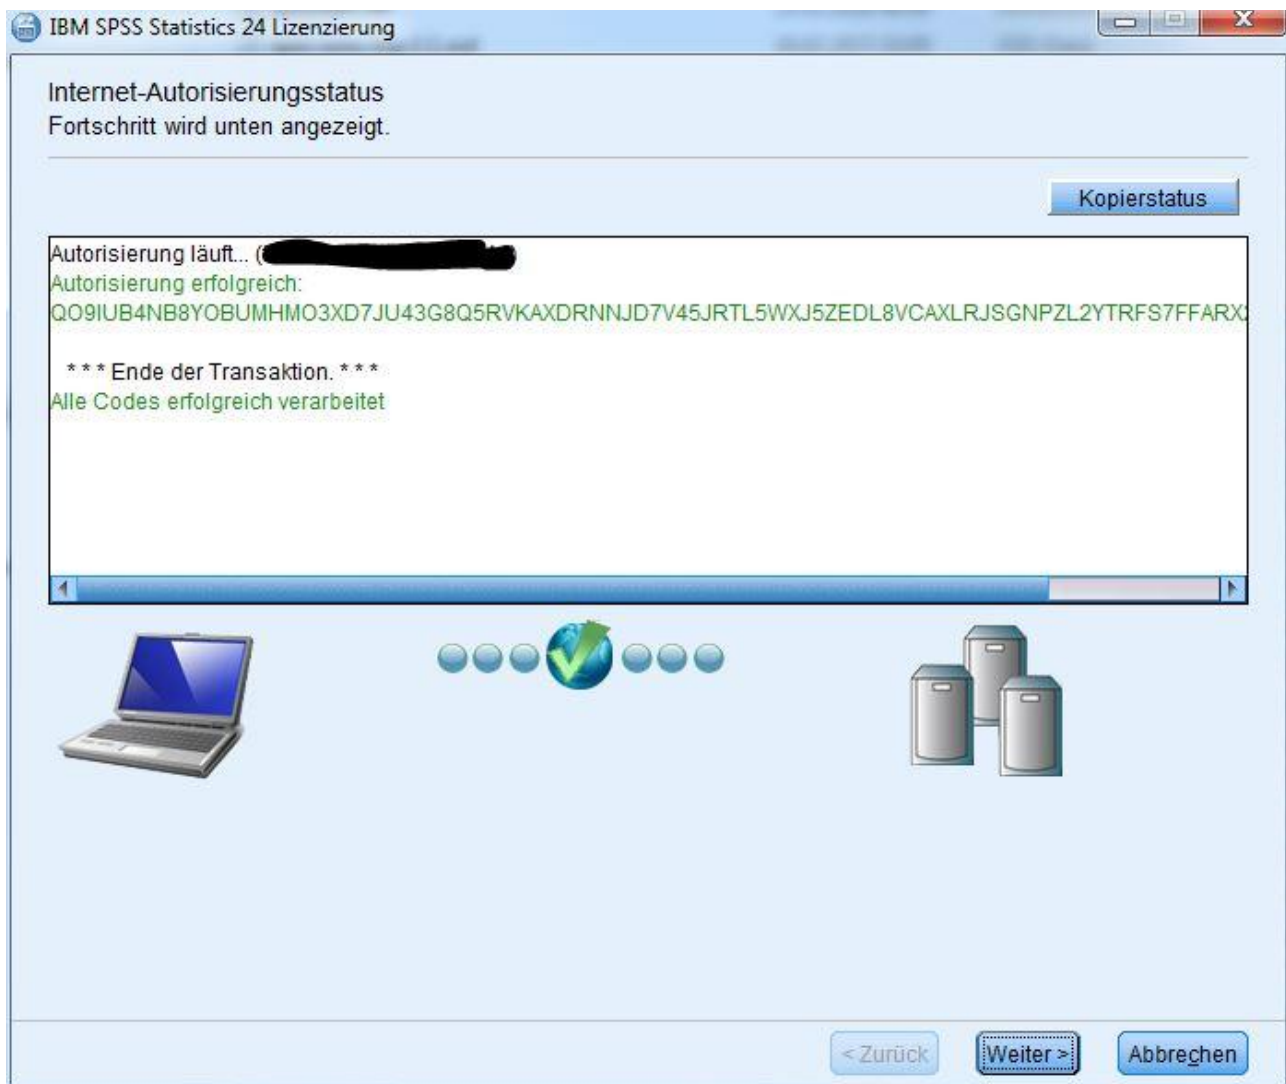 IBM SPSS Statistics 24 Lizenzierung
Internet-Autorisierungsstatus
Fortschritt wird unten angezeigt.
Kopierstatus
Autorisierung läuft... (
Autorisierung erfolgreich:
QO9IUB4NB8YOBUMHMO3XD7JU43G8Q5RVKAXDRNNJD7V45JRTL5WXJ5ZEDL8VCAXLRJSGNPZL2YTRFS7FFARX
* * * Ende der Transaktion. * * *
Alle Codes erfolgreich verarbeitet
< Zurück
Weiter >
Abbrechen